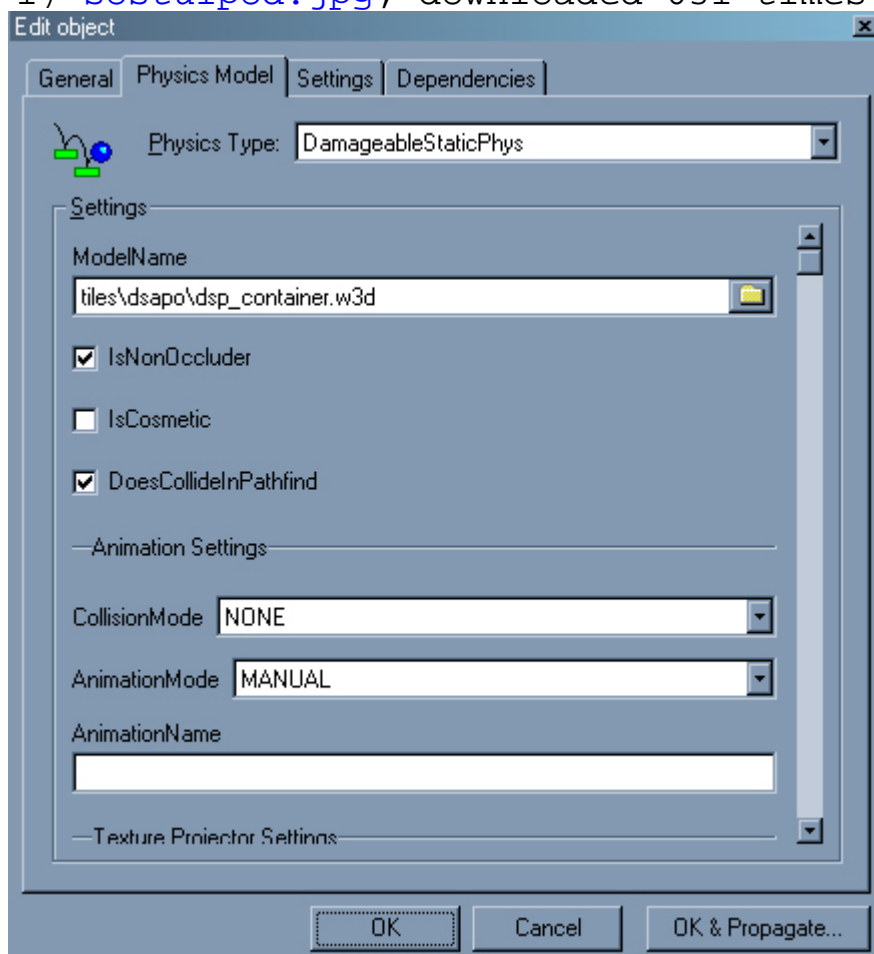 Edit object
General Physics Model Settings Dependencies
Physics Type: DamageableStaticPhys
Settings
ModelName
tiles\dsapo\dsp_container.w3d
IsNonOccluder
IsCosmetic
DoesCollideInPathfind
Animation Settings
CollisionMode NONE
AnimationMode MANUAL
AnimationName
Texture Projector Settings
OK Cancel OK & Propagate...